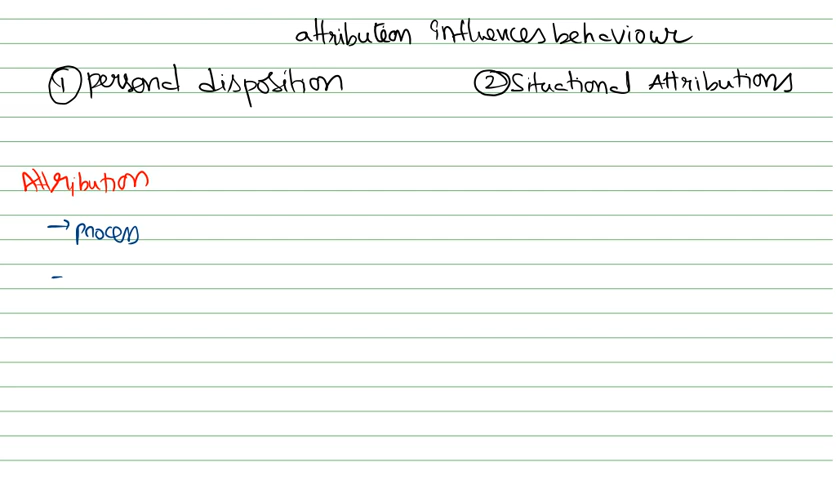 attribution influences behaviour
① personal disposition ② Situational Attributions
Attribution
→ process
-